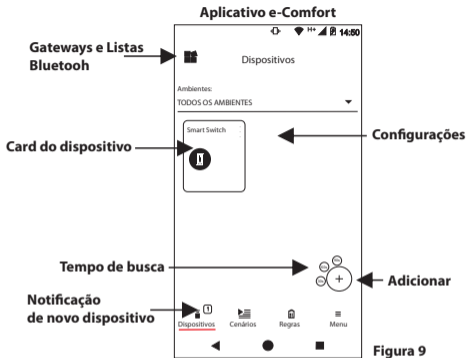 Aplicativo e-Comfort
H+ 14:50
Gateways e Listas
Bluetooh
Dispositivos
Ambientes:
TODOS OS AMBIENTES
Smart Switch
Configurações
Card do dispositivo
Tempo de busca
+
Adicionar
Notificação
de novo dispositivo
1
Dispositivos
Cenários
Regras
Menu
Figura 9